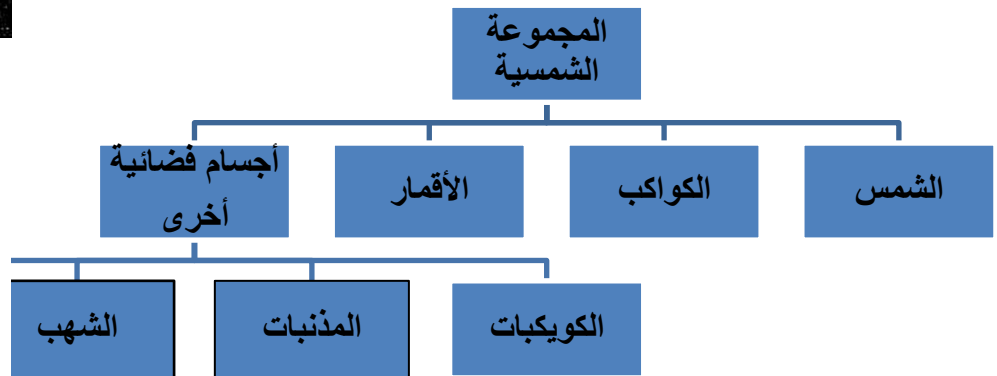 المجموعة
الشمسية
الشمس
الكواكب
الأقمار
أجسام فضائية
أخرى
الكويكبات
المذنبات
الشهب